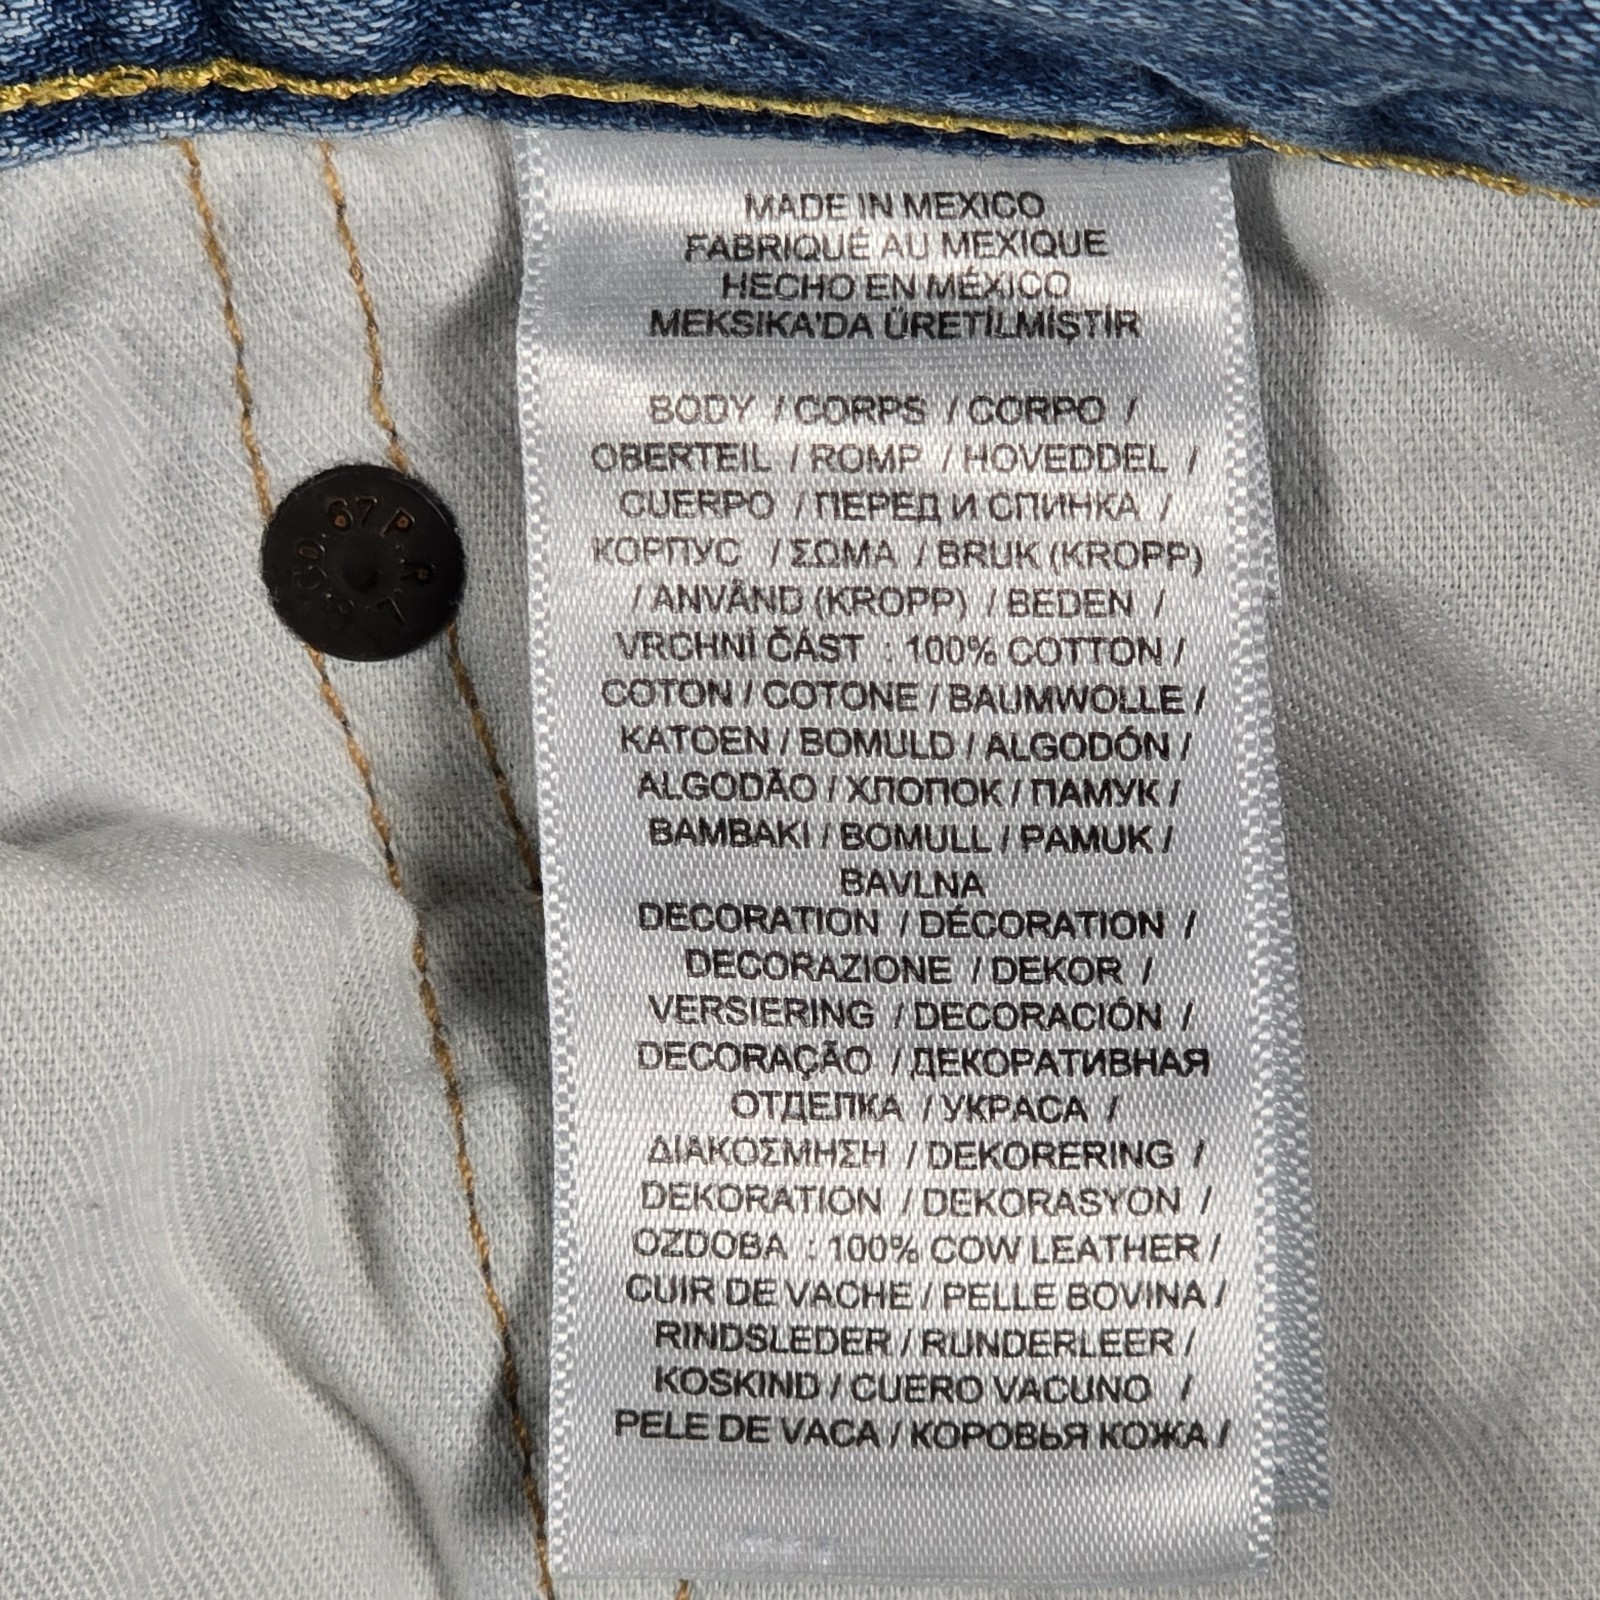 MADE IN MEXICO
FABRIQUÉ AU MEXIQUE
HECHO EN MÉXICO
MEKSIKA'DA ÜRETİLMİŞTİR
BODY / CORPS / CORPO /
OBERTEIL / ROMP / HOVEDDEL /
CUERPO / ПЕРЕД И СПИНКА /
КОРПУС / ΣΩΜΑ / BRUK (KROPP)
/ ANVÄND (KROPP) / BEDEN /
VRCHNÍ ČÁST : 100% COTTON /
COTON / COTONE / BAUMWOLLE /
KATOEN / BOMULD / ALGODÓN /
ALGODÃO / ХЛОПОК / ПАМУК /
BAMBAKI / BOMULL / PAMUK /
BAVLNA
DECORATION / DÉCORATION /
DECORAZIONE / DEKOR /
VERSIERING / DECORACIÓN /
DECORAÇÃO / ДЕКОРАТИВНАЯ
ОТДЕЛКА / УКРАСА /
ΔΙΑΚΟΣΜΗΣΗ / DEKORERING /
DEKORATION / DEKORASYON /
OZDOBA : 100% COW LEATHER /
CUIR DE VACHE / PELLE BOVINA /
RINDSLEDER / RUNDERLEER /
KOSKIND / CUERO VACUNO /
PELE DE VACA / КОРОВЬЯ КОЖА /
67 P.R.L.
CO.